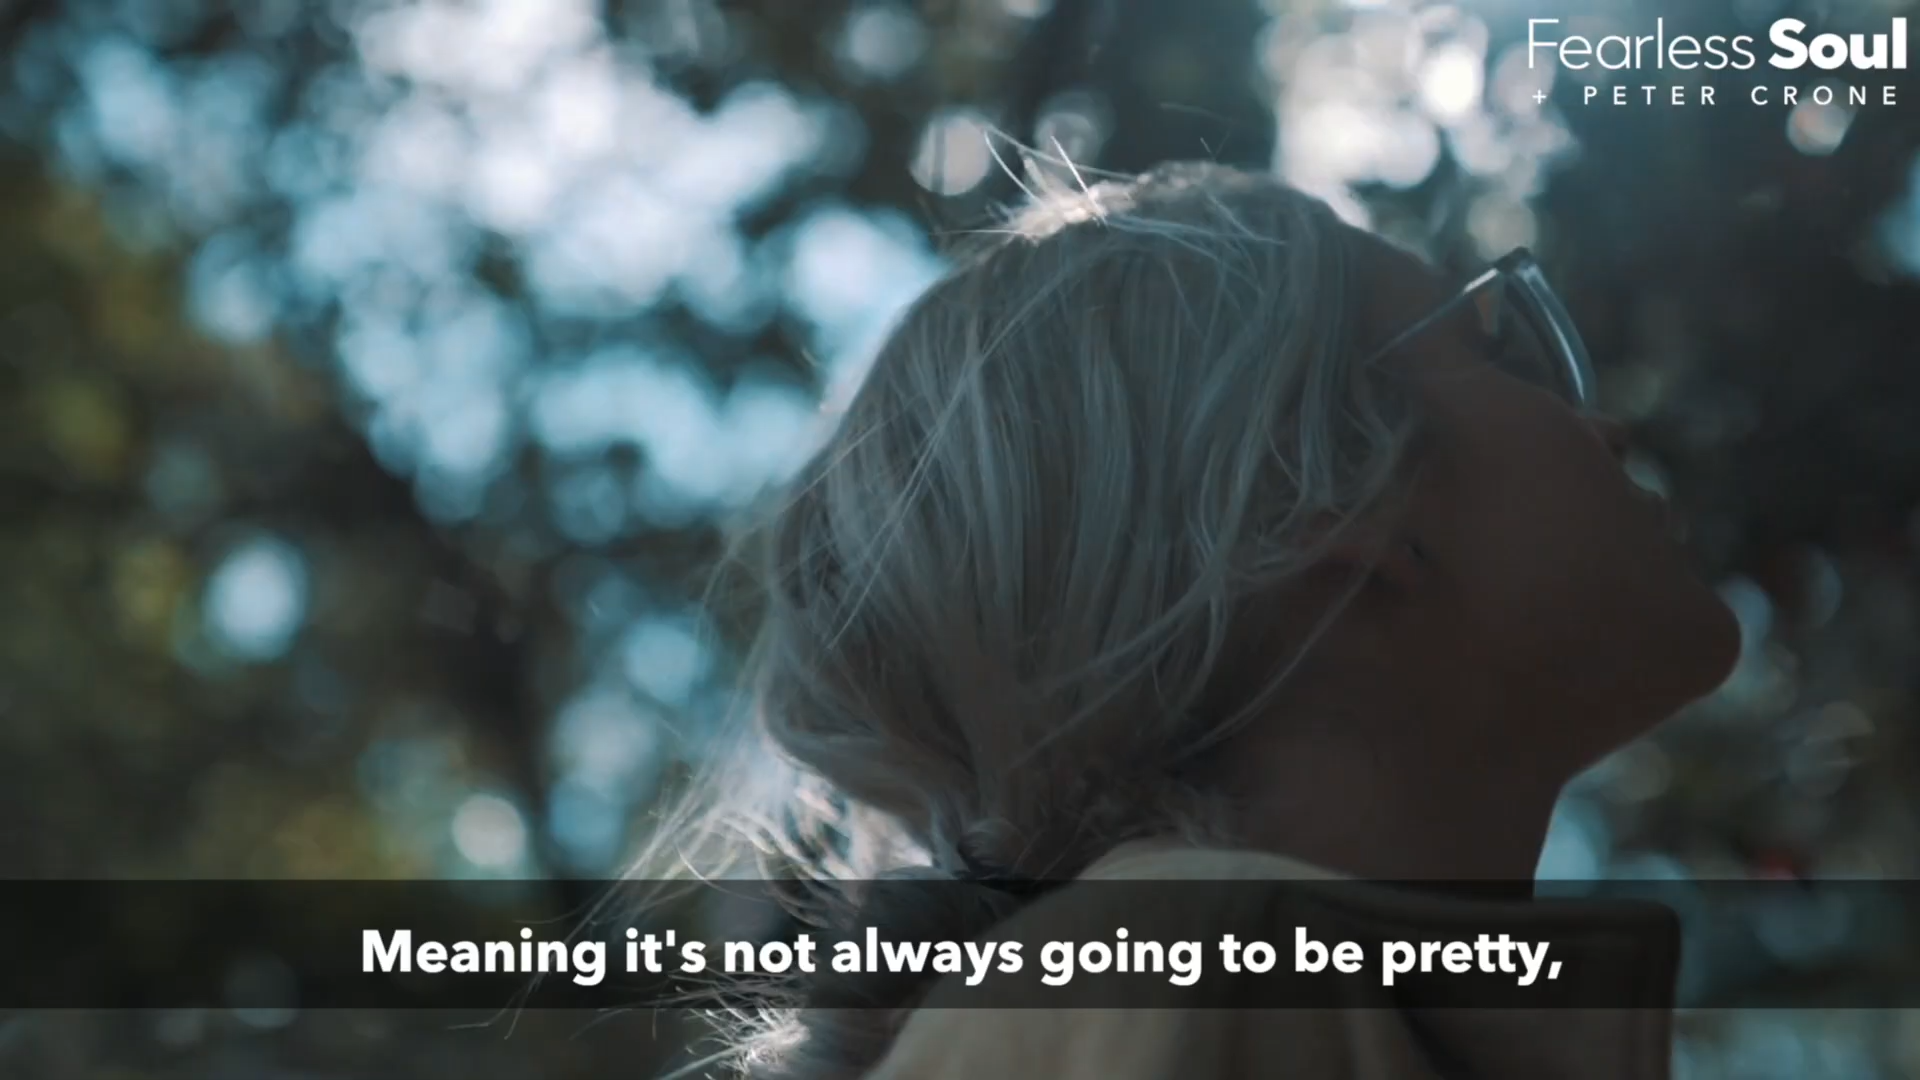 Fearless Soul
+ PETER CRONE
Meaning it's not always going to be pretty,